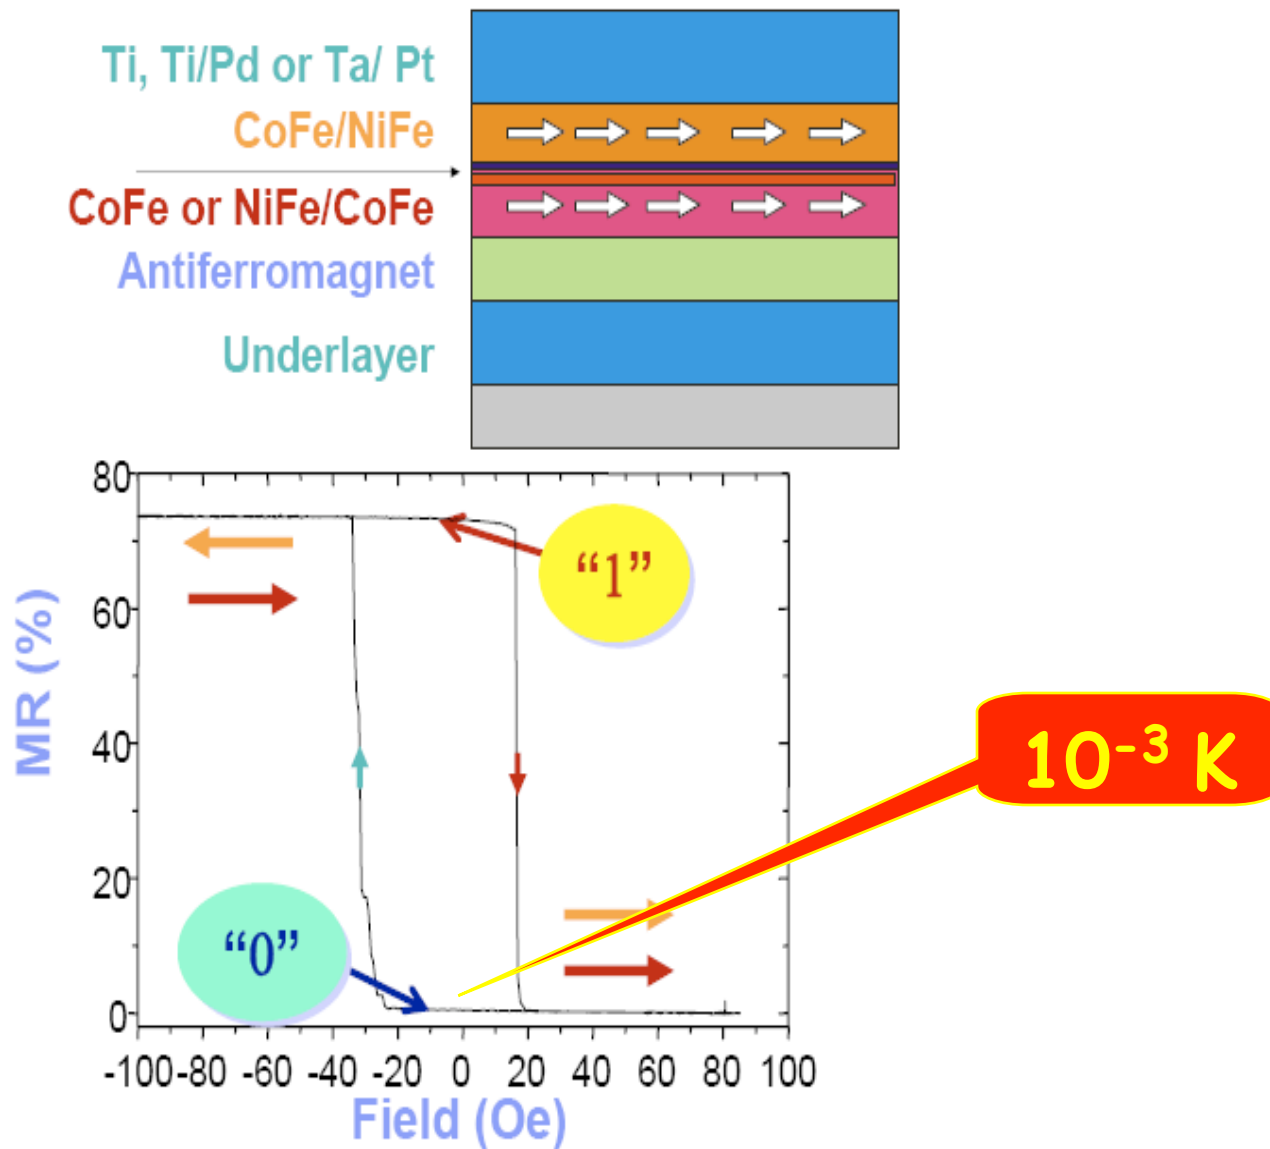 Ti, Ti/Pd or Ta/ Pt
CoFe/NiFe
CoFe or NiFe/CoFe
Antiferromagnet
Underlayer
80
60
40
20
0
MR (%)
“1”
“0”
10⁻³ K
-100 -80 -60 -40 -20 0 20 40 60 80 100
Field (Oe)